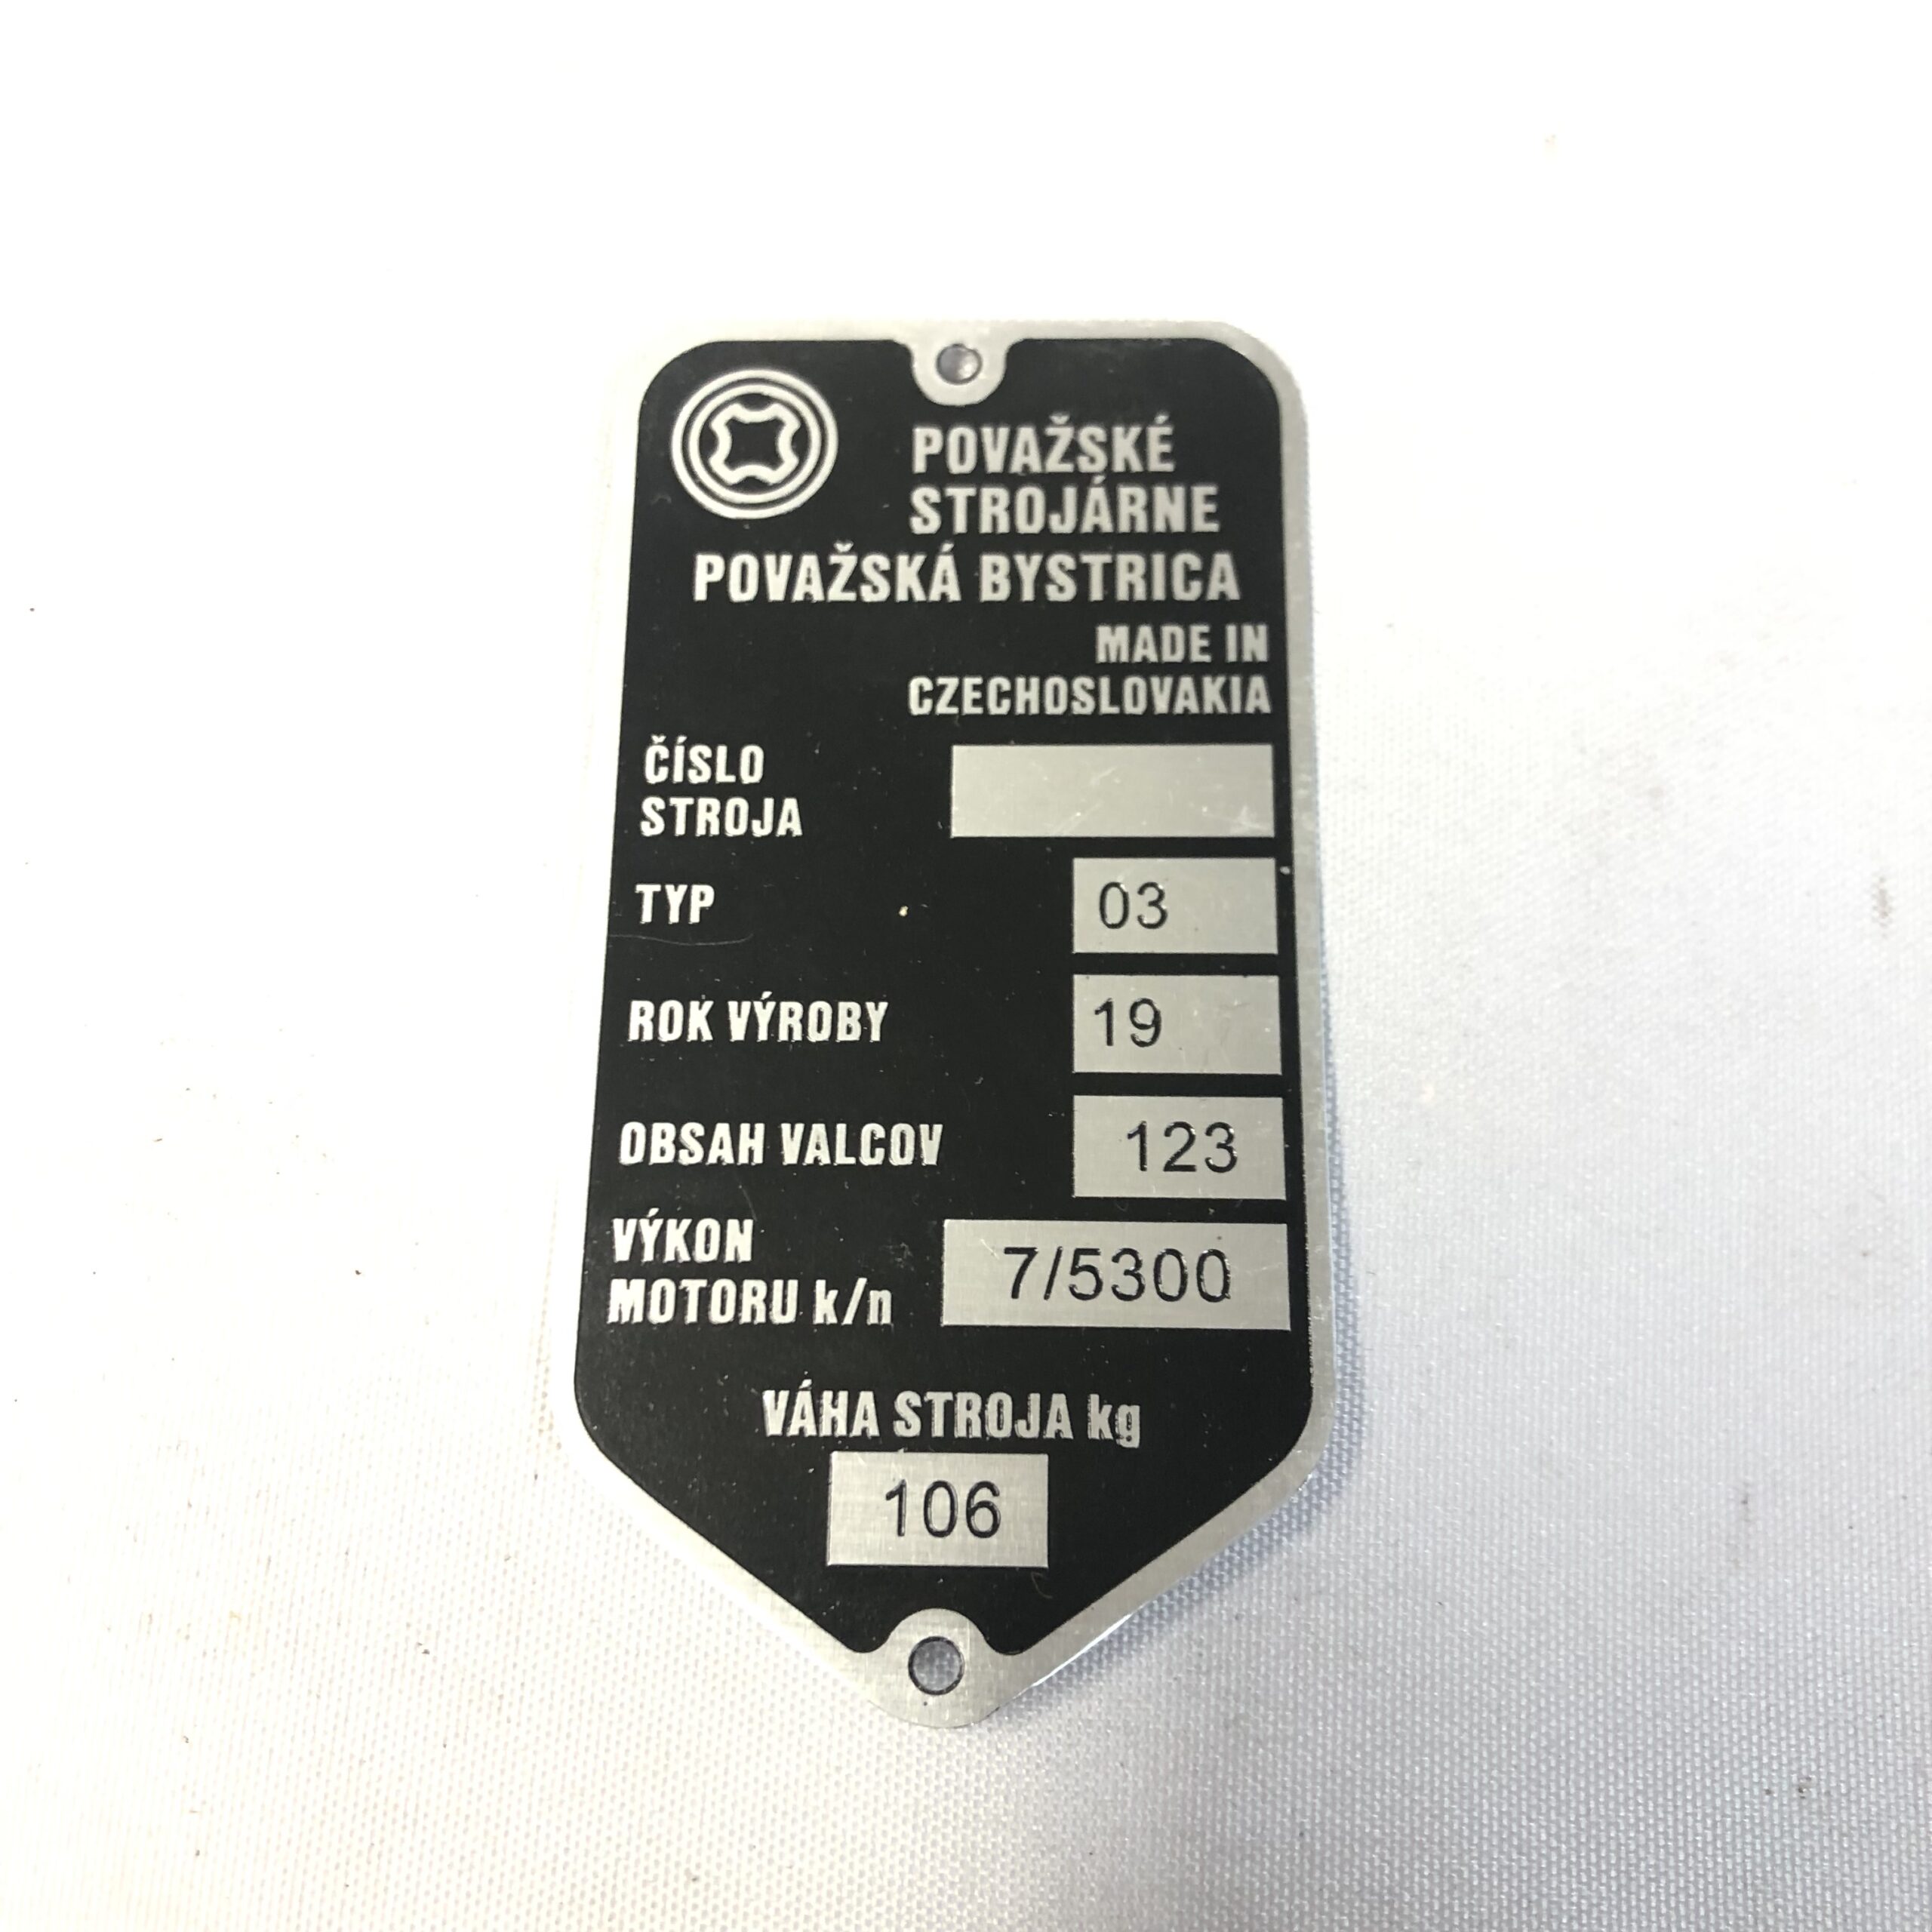 POVAŽSKÉ
STROJÁRNE
POVAŽSKÁ BYSTRICA
MADE IN
CZECHOSLOVAKIA
ČÍSLO
STROJA
TYP 03
ROK VÝROBY 19
OBSAH VALCOV 123
VÝKON
MOTORU k/n 7/5300
VÁHA STROJA kg
106